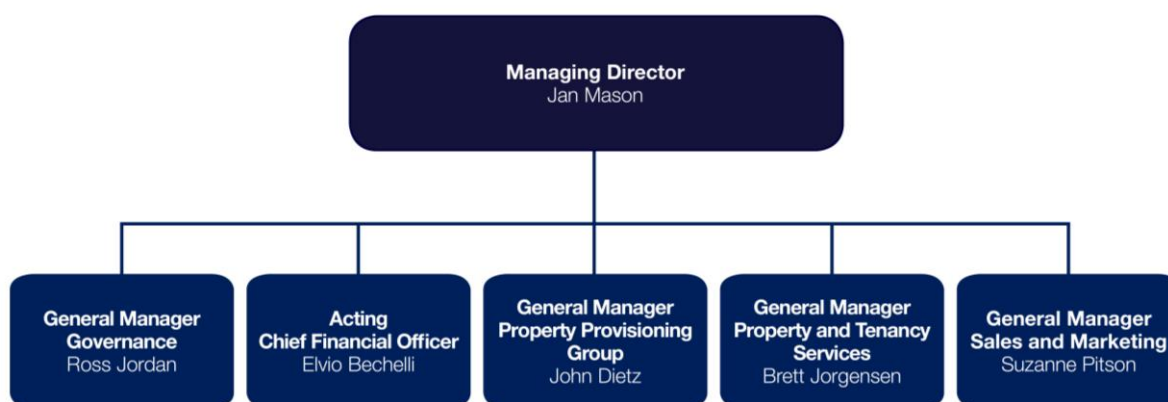 Managing Director
Jan Mason
General Manager
Governance
Ross Jordan
Acting
Chief Financial Officer
Elvio Bechelli
General Manager
Property Provisioning
Group
John Dietz
General Manager
Property and Tenancy
Services
Brett Jorgensen
General Manager
Sales and Marketing
Suzanne Pitson